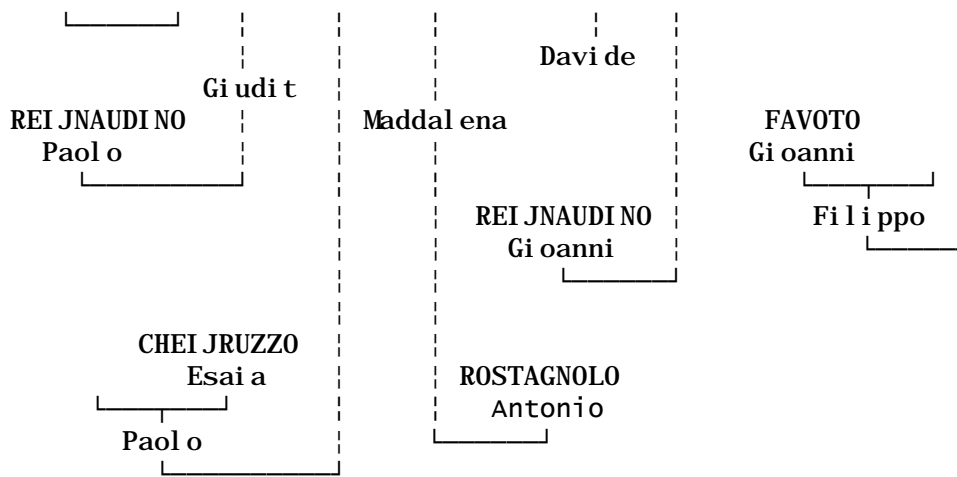 Davide
Giudit
REIJNAUDINO Maddalena FAVOTO
Paolo Gioanni
REIJNAUDINO Filippo
Gioanni
CHEIJRUZZO
Esaia ROSTAGNOLO
Antonio
Paolo